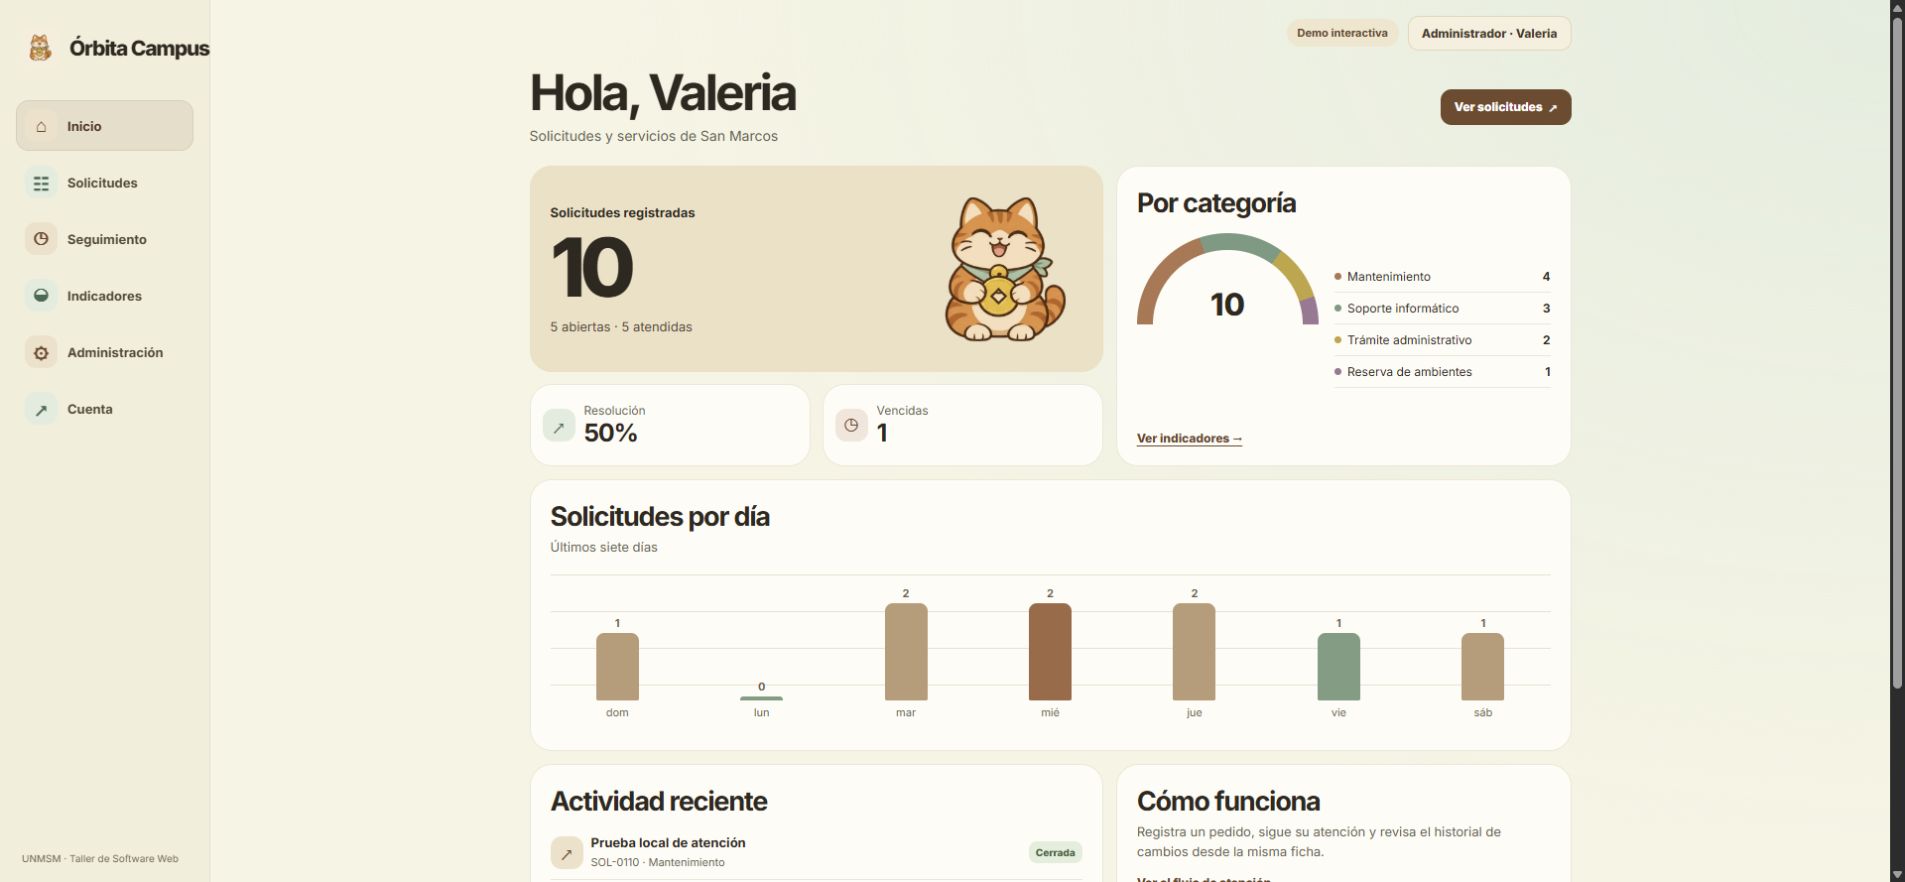 Órbita Campus
Inicio
Solicitudes
Seguimiento
Indicadores
Administración
Cuenta
UNMSM · Taller de Software Web
Demo interactiva
Administrador · Valeria
Hola, Valeria
Solicitudes y servicios de San Marcos
Ver solicitudes ↗
Solicitudes registradas
10
5 abiertas · 5 atendidas
Resolución
50%
Vencidas
1
Por categoría
10
Mantenimiento 4
Soporte informático 3
Trámite administrativo 2
Reserva de ambientes 1
Ver indicadores →
Solicitudes por día
Últimos siete días
1 0 2 2 2 1 1
dom lun mar mié jue vie sáb
Actividad reciente
Prueba local de atención
SOL-0110 · Mantenimiento
Cerrada
Cómo funciona
Registra un pedido, sigue su atención y revisa el historial de
cambios desde la misma ficha.
Ver el flujo de atención